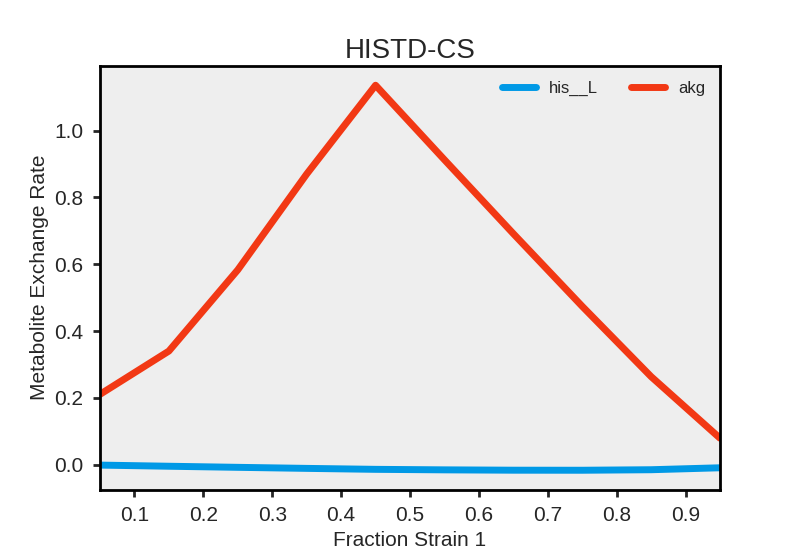 HISTD-CS
his__L
akg
Metabolite Exchange Rate
1.0
0.8
0.6
0.4
0.2
0.0
0.1 0.2 0.3 0.4 0.5 0.6 0.7 0.8 0.9
Fraction Strain 1